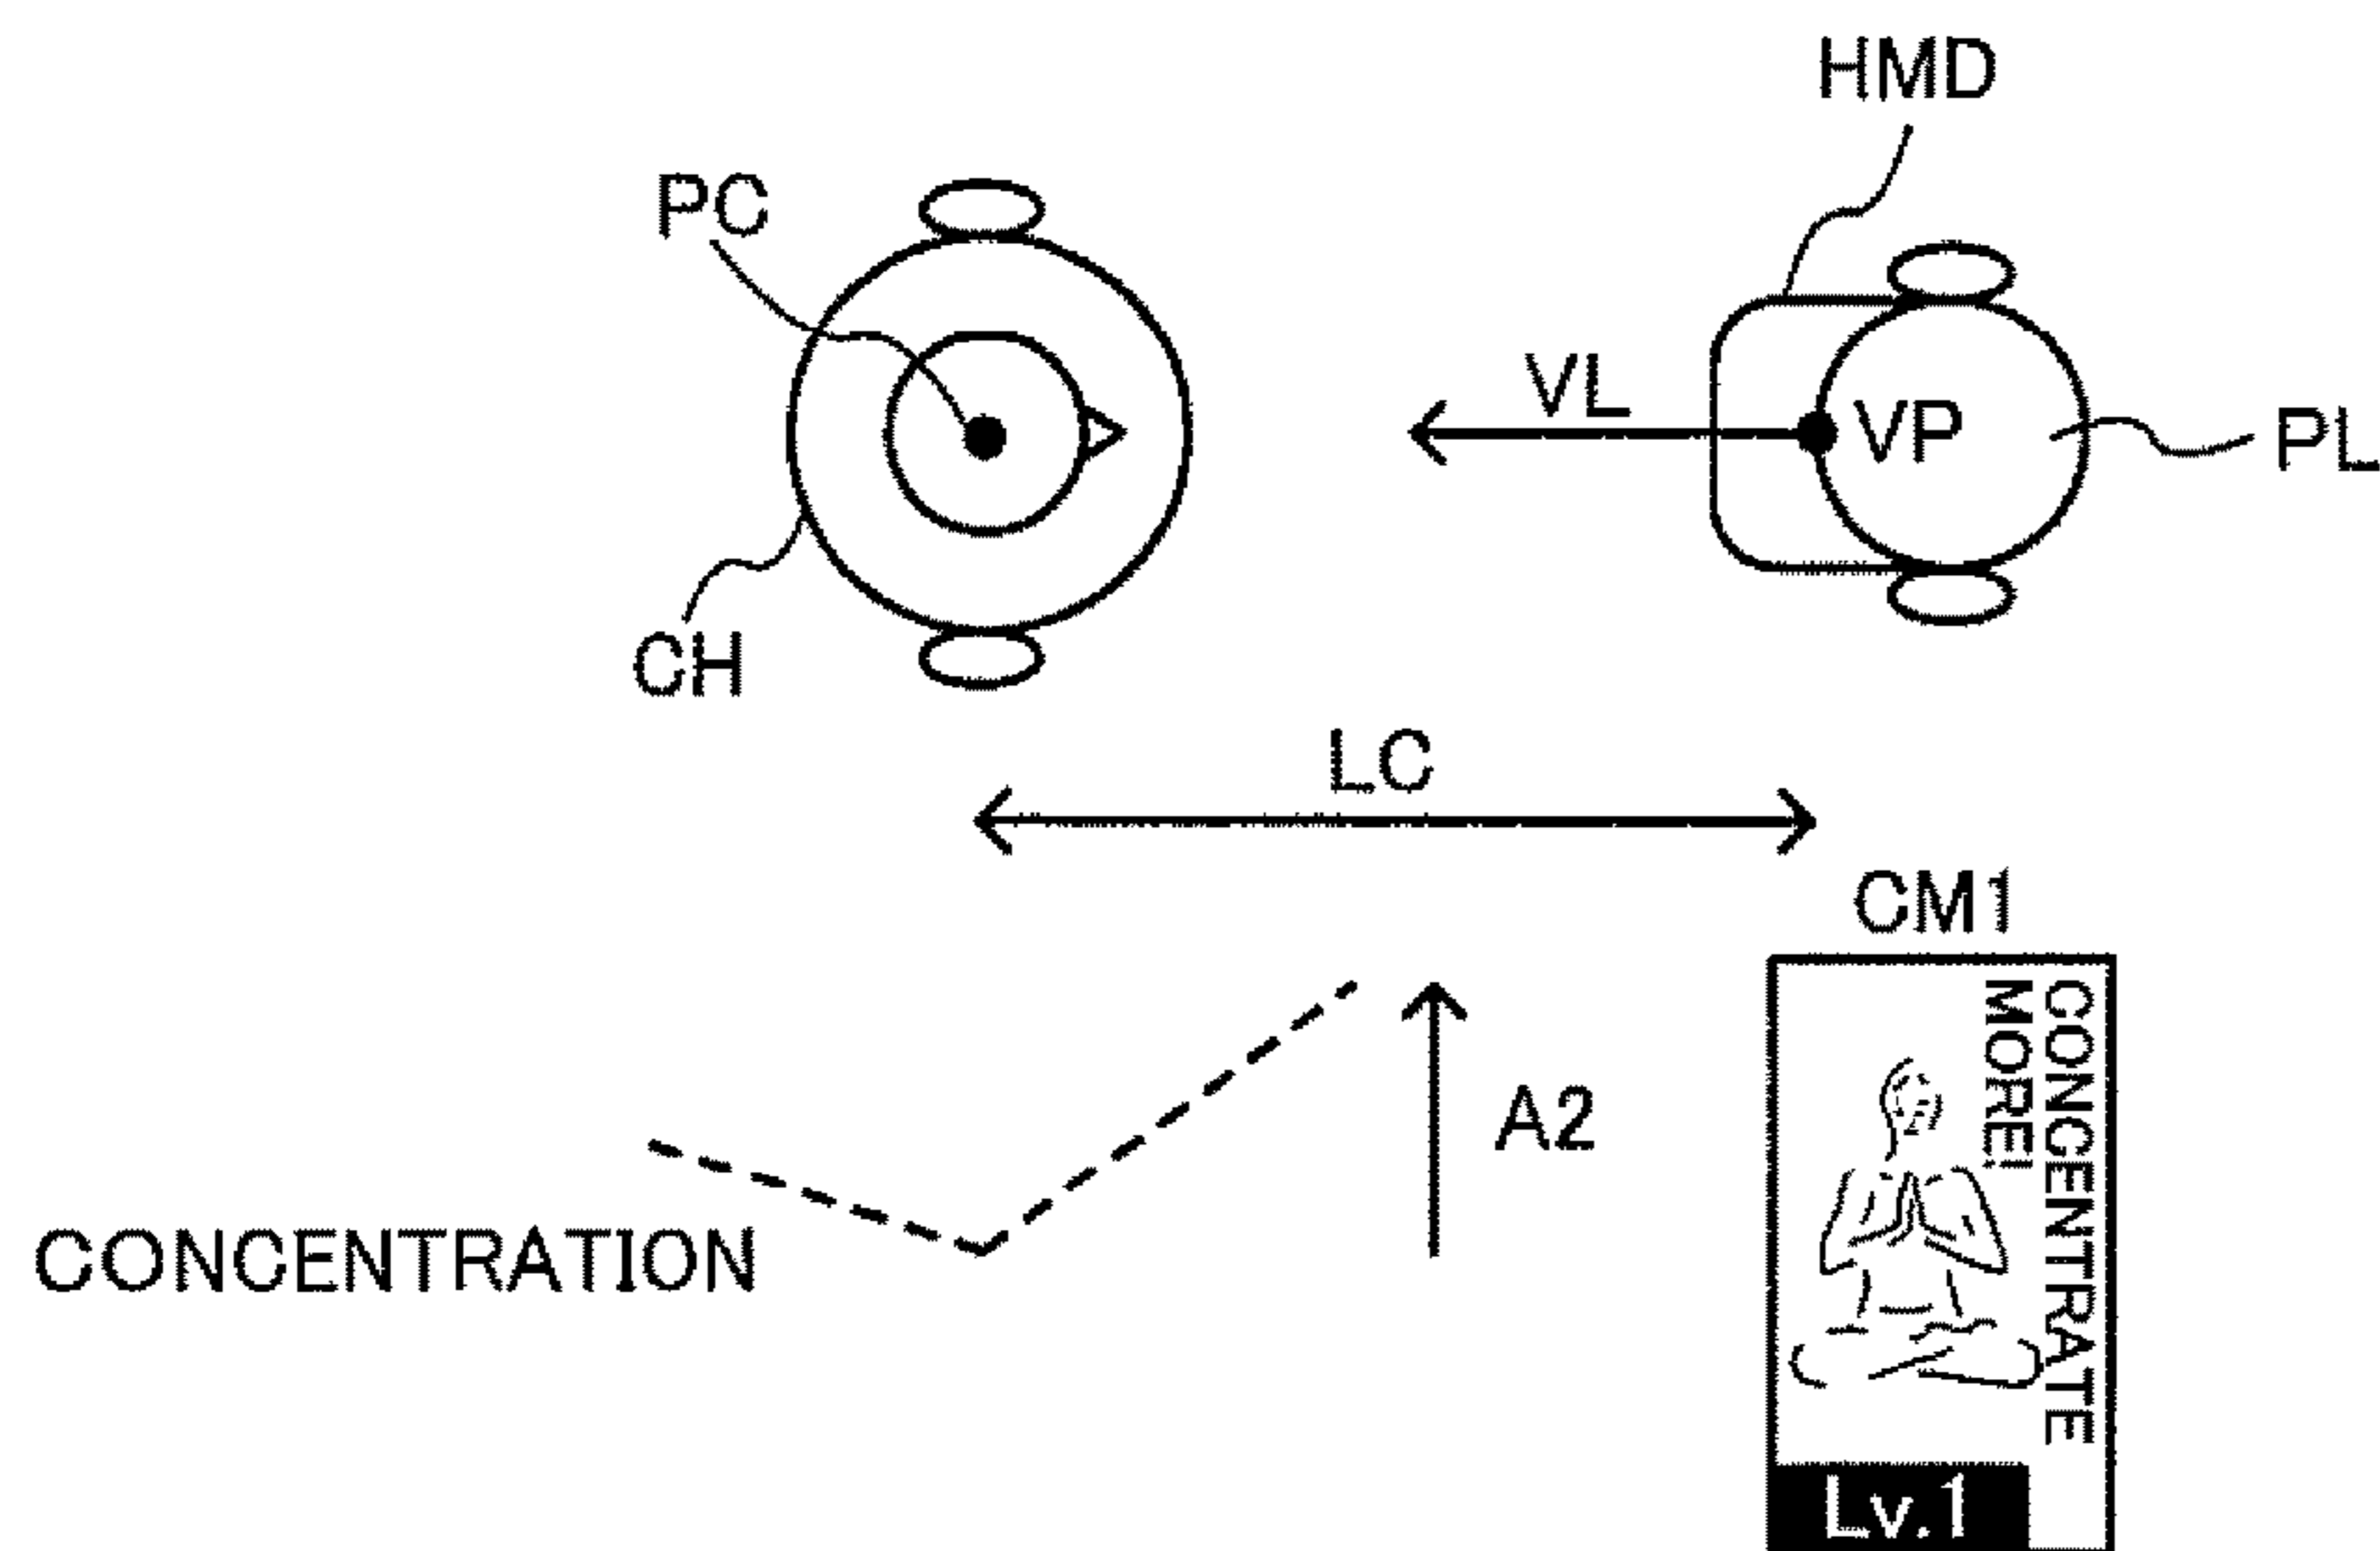 HMD
PC
VL
VP
PL
CH
LC
CM1
CONCENTRATE
MORE!
A2
CONCENTRATION
Lv.1